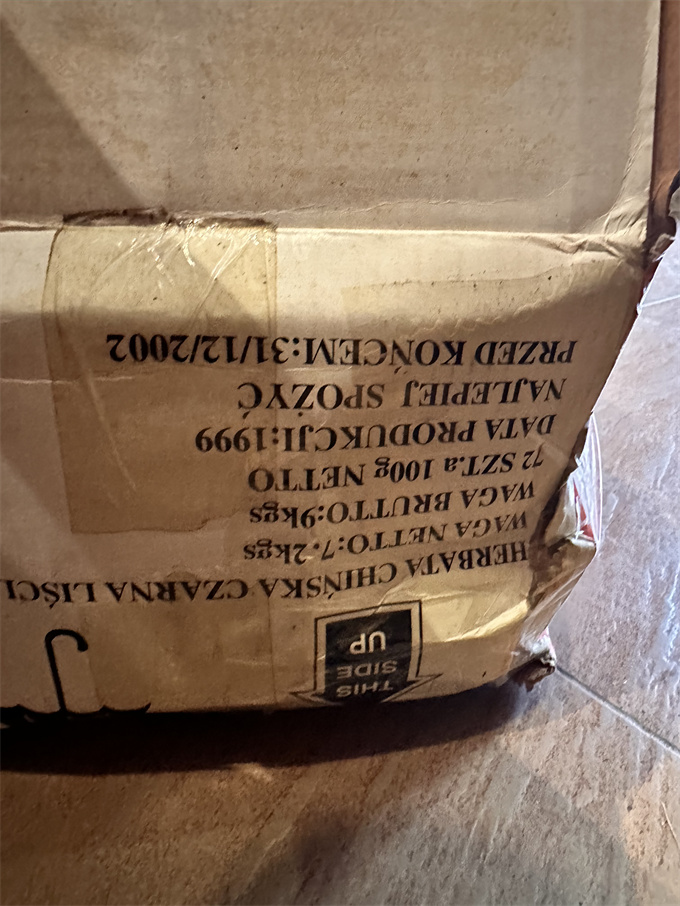 THIS
SIDE
UP
HERBATA CHIŃSKA CZARNA
WAGA NETTO:7.2kgs
WAGA BRUTTO:9kgs
72 SZT.a 100g NETTO
DATA PRODUKCJI:1999
NAJLEPIEJ SPOŻYĆ
PRZED KOŃCEM:31/12/2002